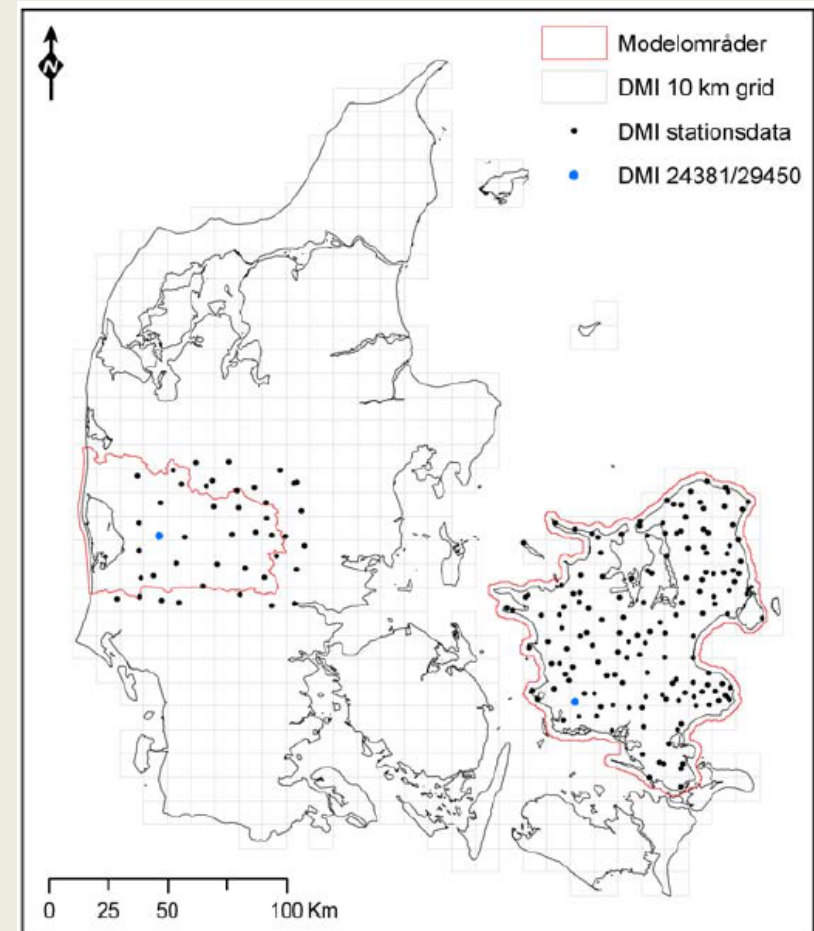 N
Modelområder
DMI 10 km grid
DMI stationsdata
DMI 24381/29450
0 25 50 100 Km